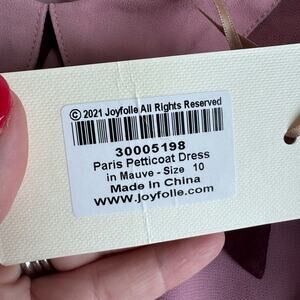 © 2021 Joyfolle All Rights Reserved
30005198
Paris Petticoat Dress
in Mauve - Size 10
Made In China
www.joyfolle.com